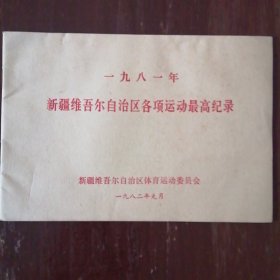 一九八一年
新疆维吾尔自治区各项运动最高纪录
新疆维吾尔自治区体育运动委员会
一九八二年元月